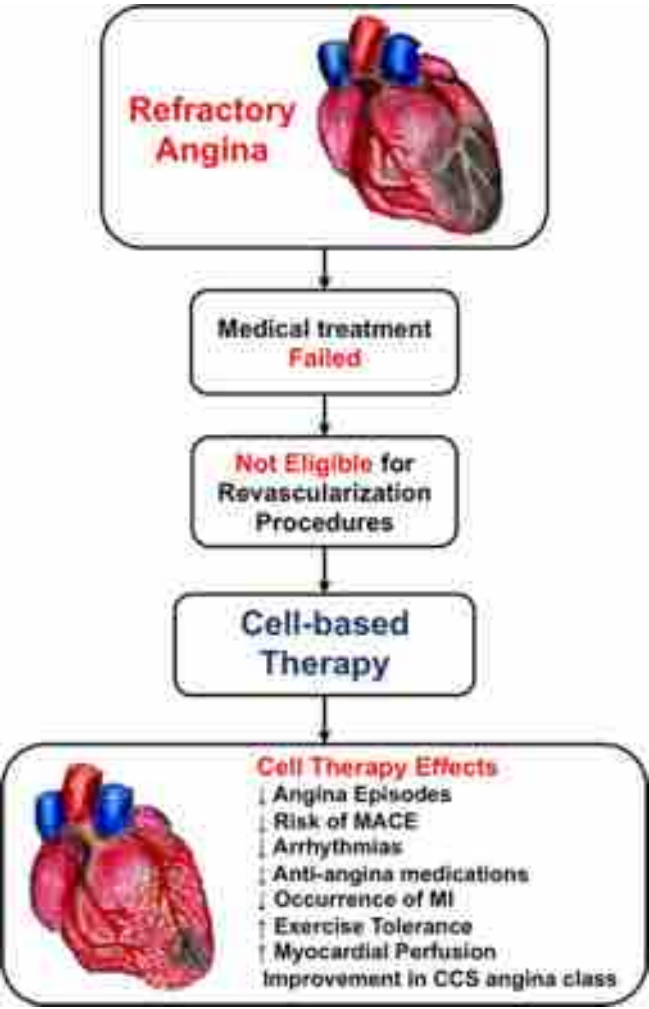 Refractory
Angina
Medical treatment
Failed
Not Eligible for
Revascularization
Procedures
Cell-based
Therapy
Cell Therapy Effects
↓ Angina Episodes
↓ Risk of MACE
↓ Arrhythmias
↓ Anti-angina medications
↓ Occurrence of MI
↑ Exercise Tolerance
↑ Myocardial Perfusion
Improvement in CCS angina class